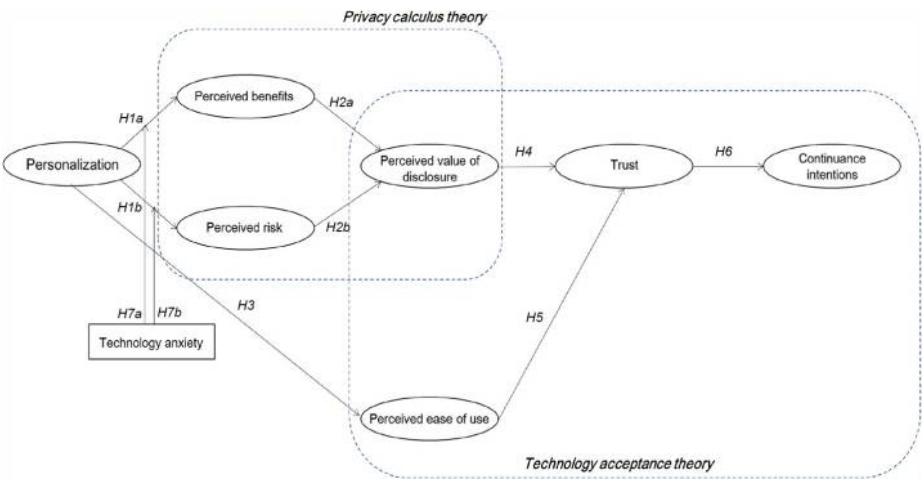 Privacy calculus theory
Perceived benefits
H2a
H1a
Personalization
Perceived value of
disclosure
H4
Trust
H6
Continuance
intentions
H1b
Perceived risk
H2b
H3
H7a
H7b
Technology anxiety
H5
Perceived ease of use
Technology acceptance theory